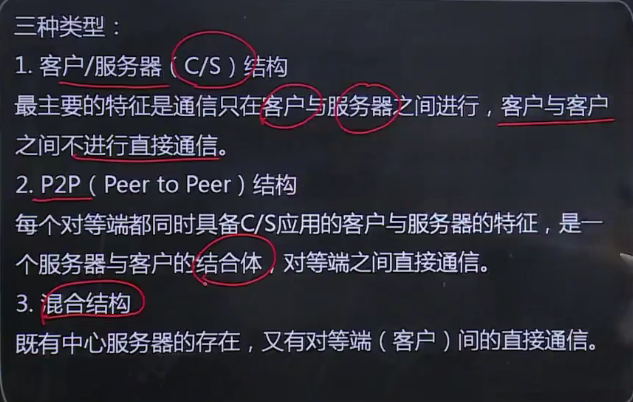 三种类型：
1. 客户/服务器（C/S）结构
最主要的特征是通信只在客户与服务器之间进行，客户与客户
之间不进行直接通信。
2. P2P（Peer to Peer）结构
每个对等端都同时具备C/S应用的客户与服务器的特征，是一
个服务器与客户的结合体，对等端之间直接通信。
3. 混合结构
既有中心服务器的存在，又有对等端（客户）间的直接通信。